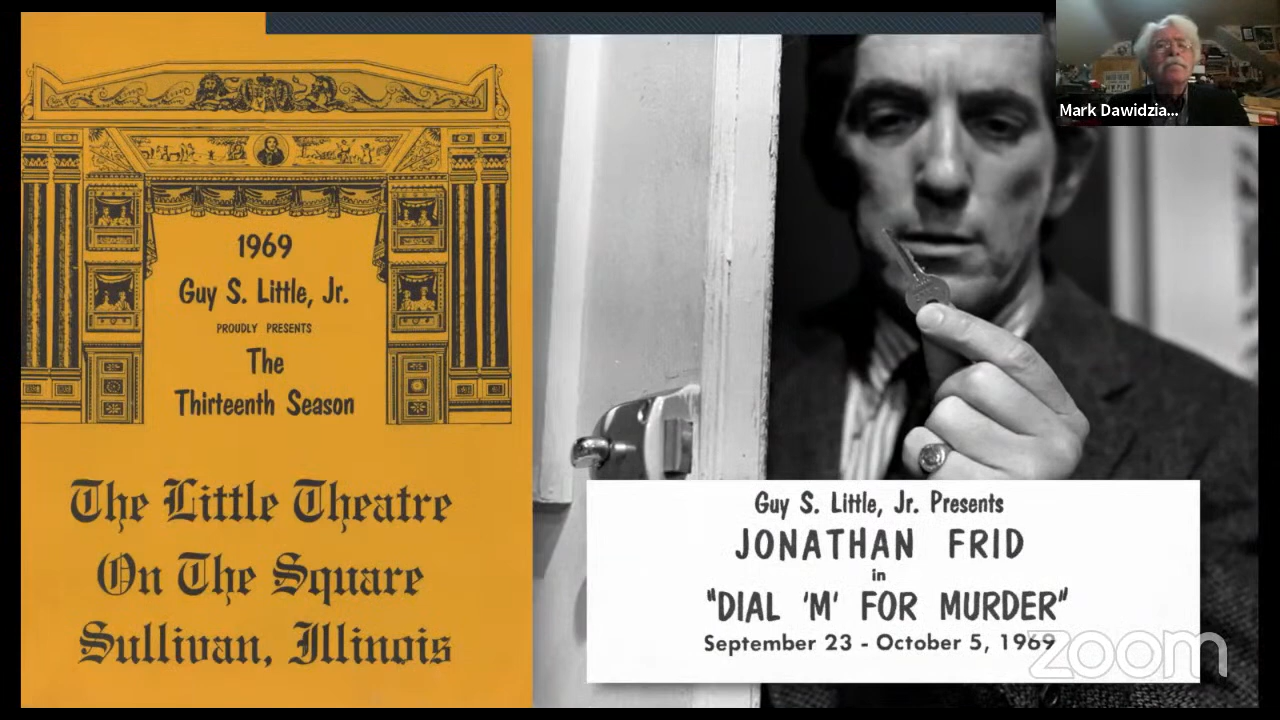 1969
Guy S. Little, Jr.
PROUDLY PRESENTS
The
Thirteenth Season
The Little Theatre
On The Square
Sullivan, Illinois
Guy S. Little, Jr. Presents
JONATHAN FRID
in
"DIAL 'M' FOR MURDER"
September 23 - October 5, 1969
Mark Dawidzia...
zoom